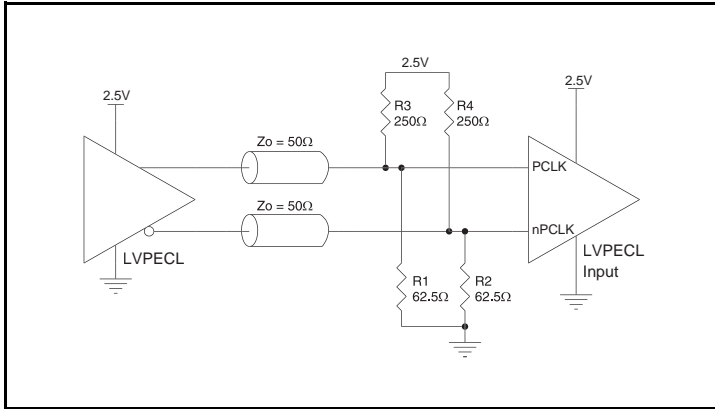 2.5V
2.5V
2.5V
R3
250Ω
R4
250Ω
Zo = 50Ω
PCLK
Zo = 50Ω
nPCLK
LVPECL
LVPECL
Input
R1
62.5Ω
R2
62.5Ω